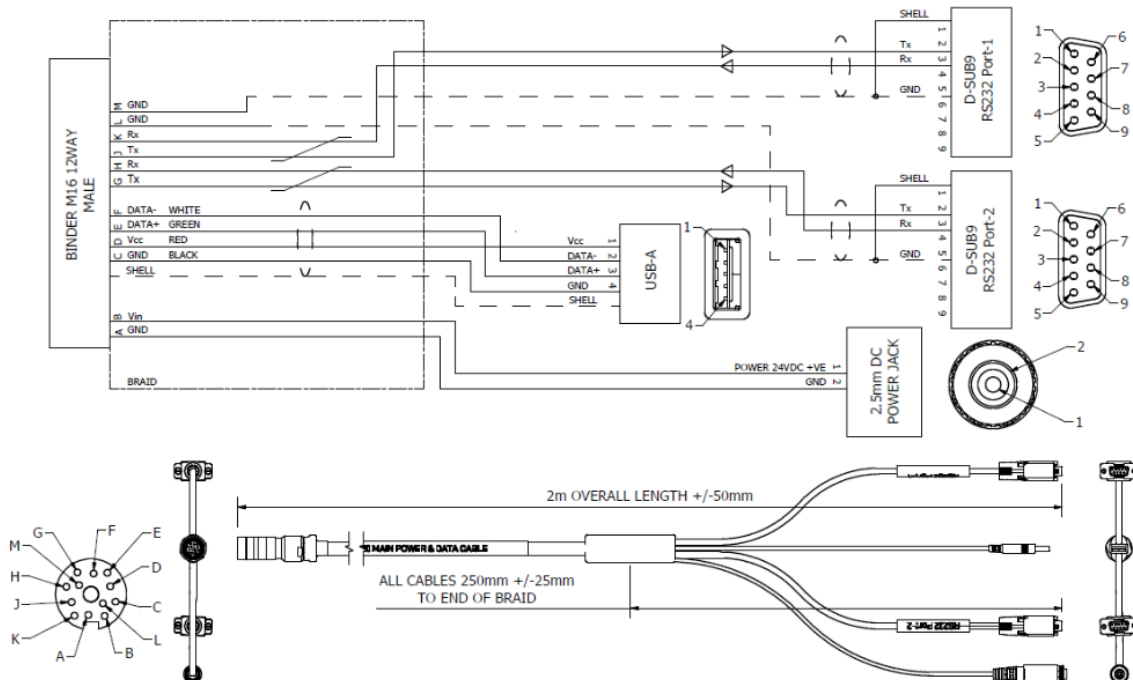 BINDER M16 12WAY
MALE
M GND
L GND
K Rx
J Tx
H Rx
G Tx
F DATA- WHITE
E DATA+ GREEN
D Vcc RED
C GND BLACK
SHELL
B Vin
A GND
BRAID
SHELL
Tx
Rx
GND
1
2
3
4
5
6
7
8
9
D-SUB9
RS232 Port-1
1
2
3
4
5
6
7
8
9
SHELL
Tx
Rx
GND
1
2
3
4
5
6
7
8
9
D-SUB9
RS232 Port-2
1
2
3
4
5
6
7
8
9
Vcc 1
DATA- 2
DATA+ 3
GND 4
SHELL
USB-A
1
4
POWER 24VDC +VE 1
GND 2
2.5mm DC
POWER JACK
2
1
2m OVERALL LENGTH +/-50mm
MAIN POWER & DATA CABLE
ALL CABLES 250mm +/-25mm
TO END OF BRAID
RS232 Port-2
G
F
E
M
D
H
J
C
K
L
A
B